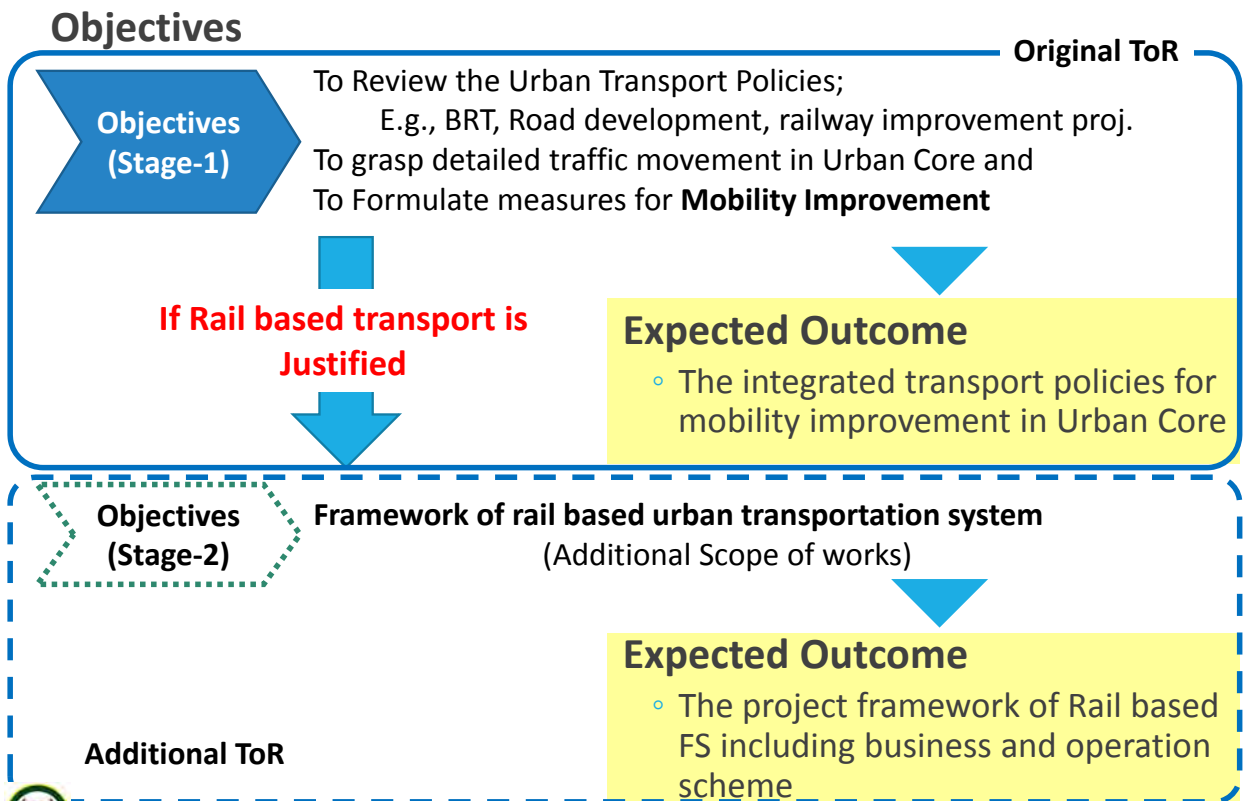 Objectives
Original ToR
Objectives
(Stage-1)
To Review the Urban Transport Policies;
E.g., BRT, Road development, railway improvement proj.
To grasp detailed traffic movement in Urban Core and
To Formulate measures for Mobility Improvement
If Rail based transport is
Justified
Expected Outcome
◦ The integrated transport policies for
mobility improvement in Urban Core
Objectives
(Stage-2)
Framework of rail based urban transportation system
(Additional Scope of works)
Expected Outcome
◦ The project framework of Rail based
FS including business and operation
scheme
Additional ToR